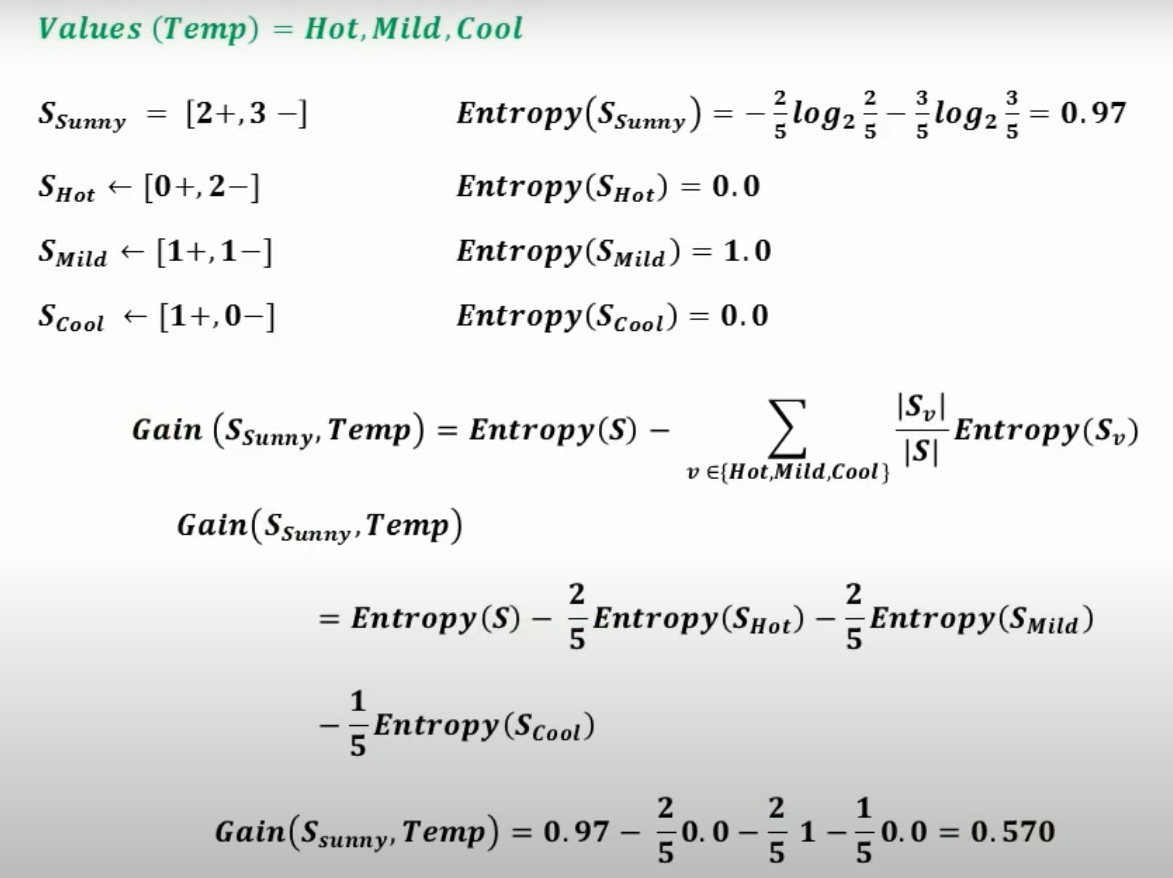 Values (Temp) = Hot, Mild, Cool
S_Sunny = [2+, 3 −]   Entropy(S_Sunny) = −2/5 log₂ 2/5 − 3/5 log₂ 3/5 = 0.97
S_Hot ← [0+, 2−]   Entropy(S_Hot) = 0.0
S_Mild ← [1+, 1−]   Entropy(S_Mild) = 1.0
S_Cool ← [1+, 0−]   Entropy(S_Cool) = 0.0
Gain (S_Sunny, Temp) = Entropy(S) − ∑_{v ∈{Hot,Mild,Cool}} |S_v|/|S| Entropy(S_v)
Gain(S_Sunny, Temp)
= Entropy(S) − 2/5 Entropy(S_Hot) − 2/5 Entropy(S_Mild)
− 1/5 Entropy(S_Cool)
Gain(S_sunny, Temp) = 0.97 − 2/5 0.0 − 2/5 1 − 1/5 0.0 = 0.570